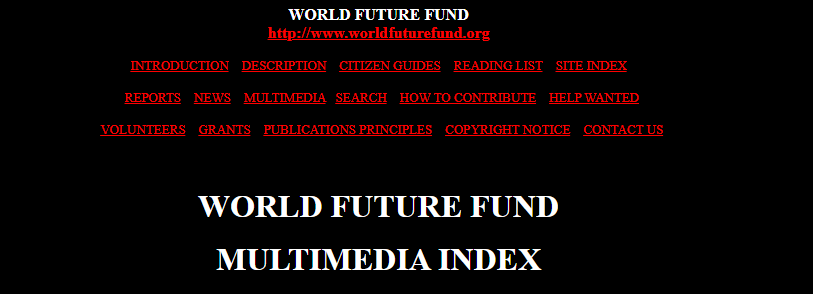 WORLD FUTURE FUND
http://www.worldfuturefund.org
INTRODUCTION DESCRIPTION CITIZEN GUIDES READING LIST SITE INDEX
REPORTS NEWS MULTIMEDIA SEARCH HOW TO CONTRIBUTE HELP WANTED
VOLUNTEERS GRANTS PUBLICATIONS PRINCIPLES COPYRIGHT NOTICE CONTACT US
WORLD FUTURE FUND
MULTIMEDIA INDEX